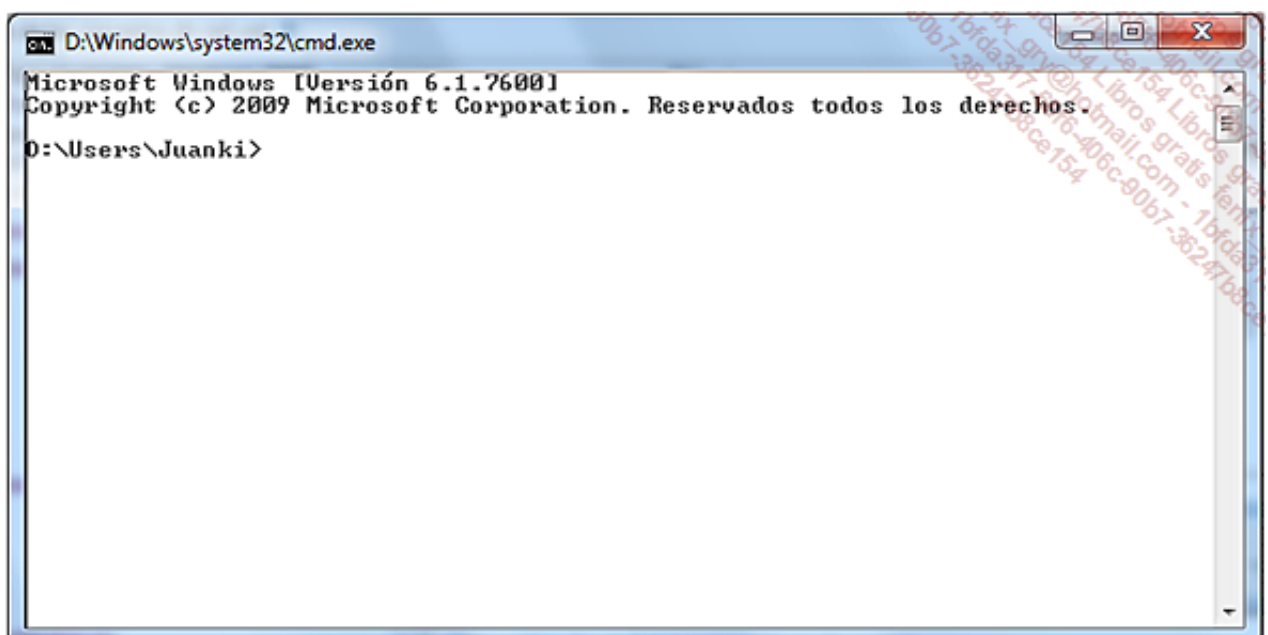 D:\Windows\system32\cmd.exe
Microsoft Windows [Versión 6.1.7600]
Copyright (c) 2009 Microsoft Corporation. Reservados todos los derechos.
D:\Users\Juanki>